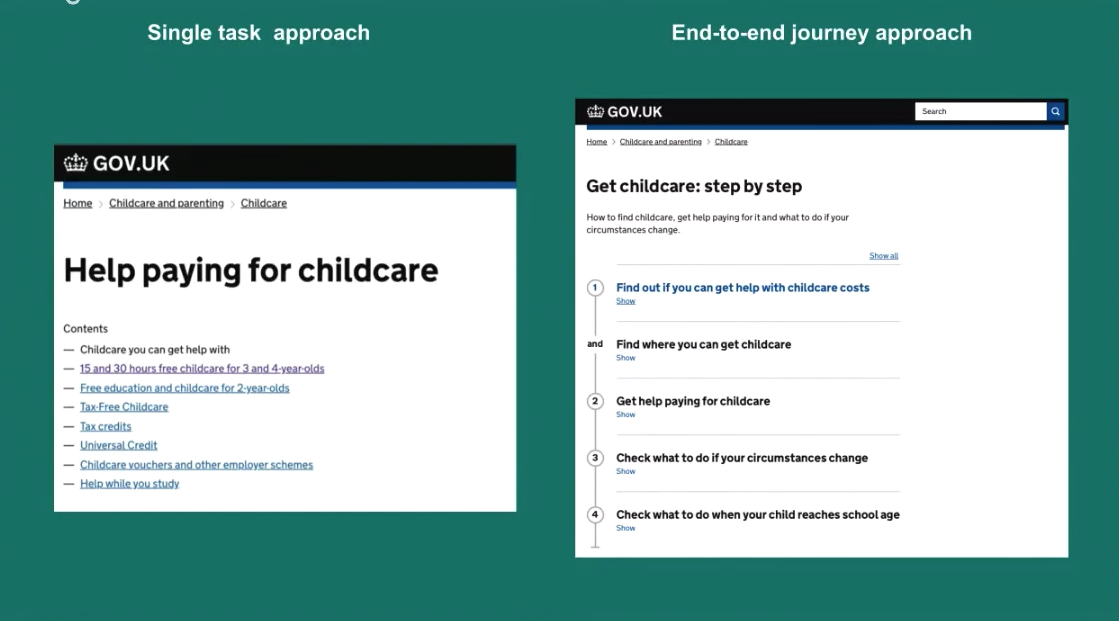 Single task approach
End-to-end journey approach
GOV.UK
Home > Childcare and parenting > Childcare
Help paying for childcare
Contents
— Childcare you can get help with
— 15 and 30 hours free childcare for 3 and 4-year-olds
— Free education and childcare for 2-year-olds
— Tax-Free Childcare
— Tax credits
— Universal Credit
— Childcare vouchers and other employer schemes
— Help while you study
GOV.UK
Search
Home > Childcare and parenting > Childcare
Get childcare: step by step
How to find childcare, get help paying for it and what to do if your
circumstances change.
Show all
1 Find out if you can get help with childcare costs
Show
and Find where you can get childcare
Show
2 Get help paying for childcare
Show
3 Check what to do if your circumstances change
Show
4 Check what to do when your child reaches school age
Show